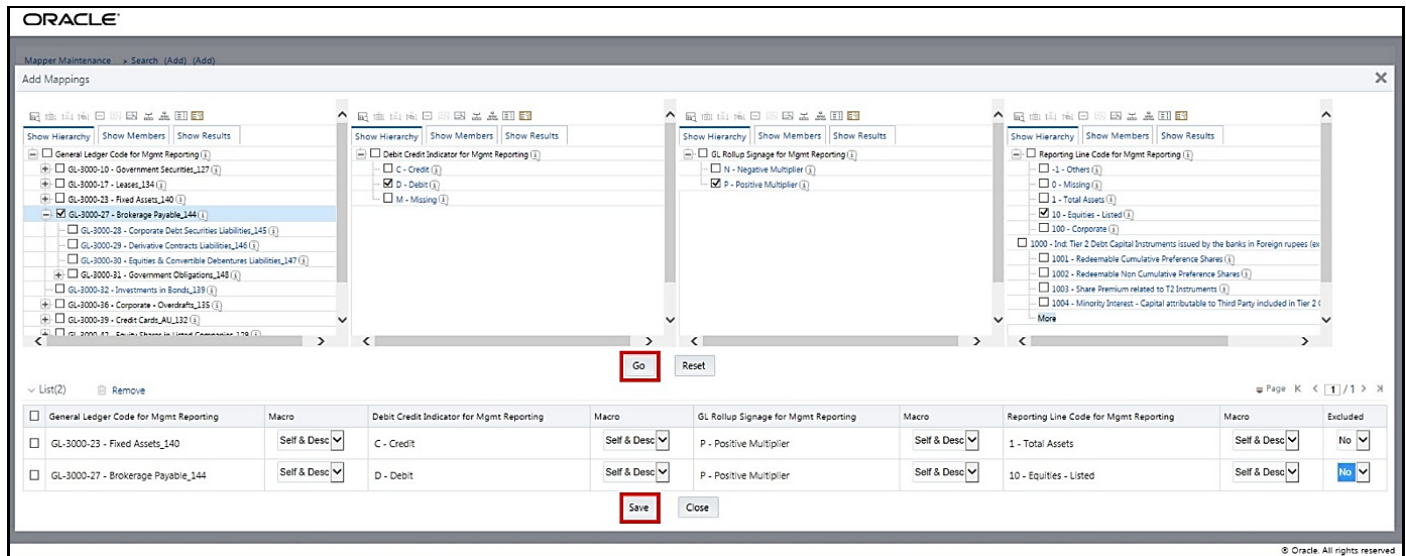 ORACLE
Mapper Maintenance > Search (Add) (Add)
Add Mappings
Show Hierarchy Show Members Show Results
General Ledger Code for Mgmt Reporting
GL-3000-10 - Government Securities_127
GL-3000-17 - Leases_134
GL-3000-23 - Fixed Assets_140
GL-3000-27 - Brokerage Payable_144
GL-3000-28 - Corporate Debt Securities Liabilities_145
GL-3000-29 - Derivative Contracts Liabilities_146
GL-3000-30 - Equities & Convertible Debentures Liabilities_147
GL-3000-31 - Government Obligations_148
GL-3000-32 - Investments in Bonds_139
GL-3000-36 - Corporate - Overdrafts_135
GL-3000-39 - Credit Cards_AU_132
GL-3000-42 - Equity Shares in Listed Companies_129
Show Hierarchy Show Members Show Results
Debit Credit Indicator for Mgmt Reporting
C - Credit
D - Debit
M - Missing
Show Hierarchy Show Members Show Results
GL Rollup Signage for Mgmt Reporting
N - Negative Multiplier
P - Positive Multiplier
Show Hierarchy Show Members Show Results
Reporting Line Code for Mgmt Reporting
-1 - Others
0 - Missing
1 - Total Assets
10 - Equities - Listed
100 - Corporate
1000 - Ind: Tier 2 Debt Capital Instruments issued by the banks in Foreign rupees (ex
1001 - Redeemable Cumulative Preference Shares
1002 - Redeemable Non Cumulative Preference Shares
1003 - Share Premium related to T2 Instruments
1004 - Minority Interest - Capital attributable to Third Party included in Tier 2
More
Go Reset
List(2) Remove Page 1 / 1
General Ledger Code for Mgmt Reporting Macro Debit Credit Indicator for Mgmt Reporting Macro GL Rollup Signage for Mgmt Reporting Macro Reporting Line Code for Mgmt Reporting Macro Excluded
GL-3000-23 - Fixed Assets_140 Self & Desc C - Credit Self & Desc P - Positive Multiplier Self & Desc 1 - Total Assets Self & Desc No
GL-3000-27 - Brokerage Payable_144 Self & Desc D - Debit Self & Desc P - Positive Multiplier Self & Desc 10 - Equities - Listed Self & Desc No
Save Close
© Oracle. All rights reserved